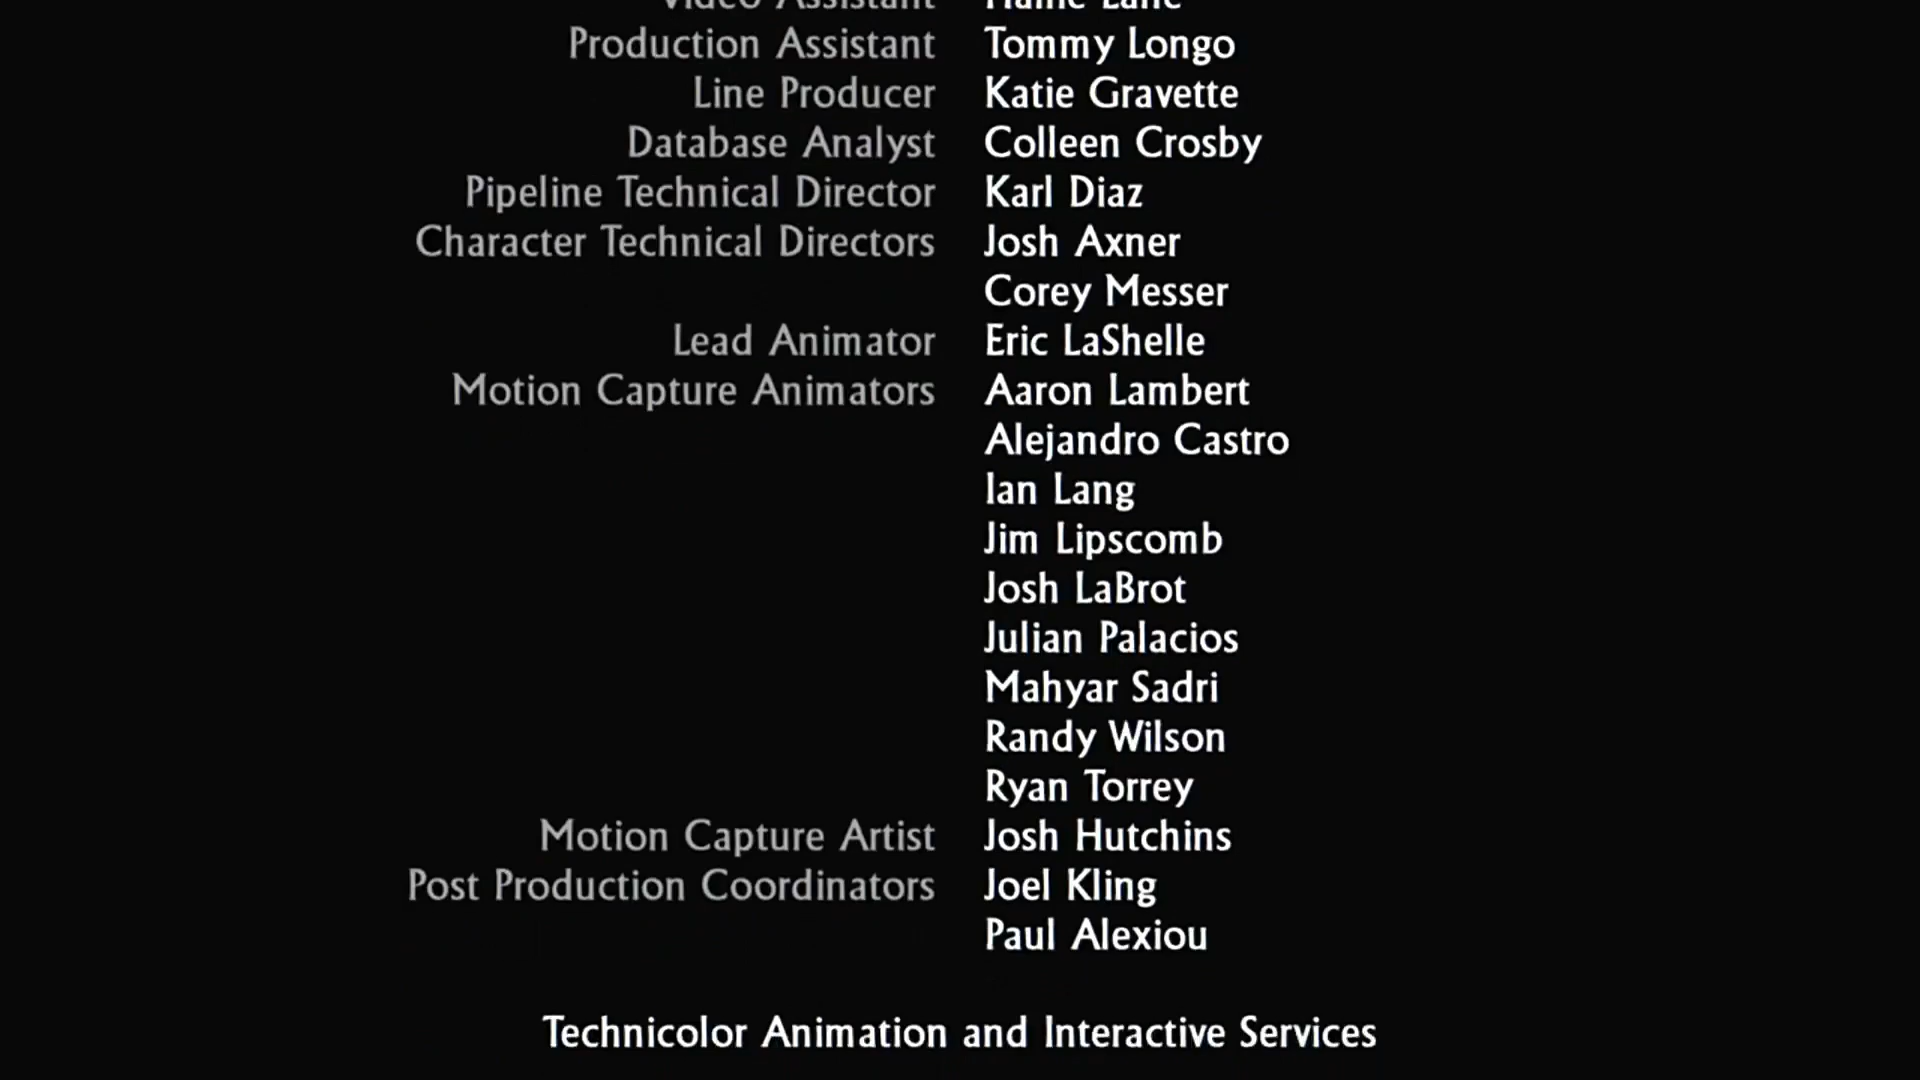 Video Assistant
Production Assistant Tommy Longo
Line Producer Katie Gravette
Database Analyst Colleen Crosby
Pipeline Technical Director Karl Diaz
Character Technical Directors Josh Axner
Corey Messer
Lead Animator Eric LaShelle
Motion Capture Animators Aaron Lambert
Alejandro Castro
Ian Lang
Jim Lipscomb
Josh LaBrot
Julian Palacios
Mahyar Sadri
Randy Wilson
Ryan Torrey
Motion Capture Artist Josh Hutchins
Post Production Coordinators Joel Kling
Paul Alexiou
Technicolor Animation and Interactive Services